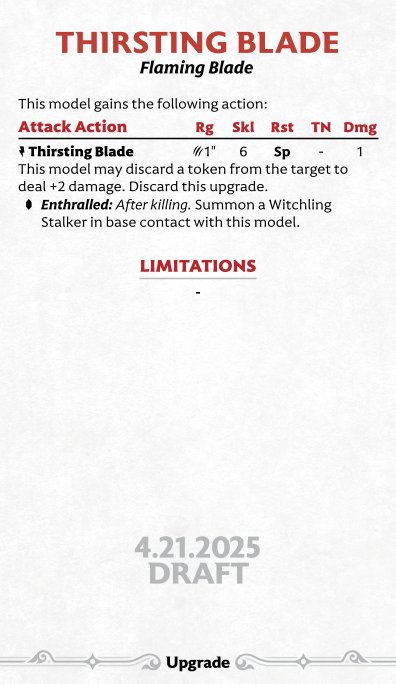 THIRSTING BLADE
Flaming Blade
This model gains the following action:
Attack Action Rg Skl Rst TN Dmg
Thirsting Blade 1" 6 Sp - 1
This model may discard a token from the target to
deal +2 damage. Discard this upgrade.
Enthralled: After killing. Summon a Witchling
Stalker in base contact with this model.
LIMITATIONS
-
4.21.2025
DRAFT
Upgrade